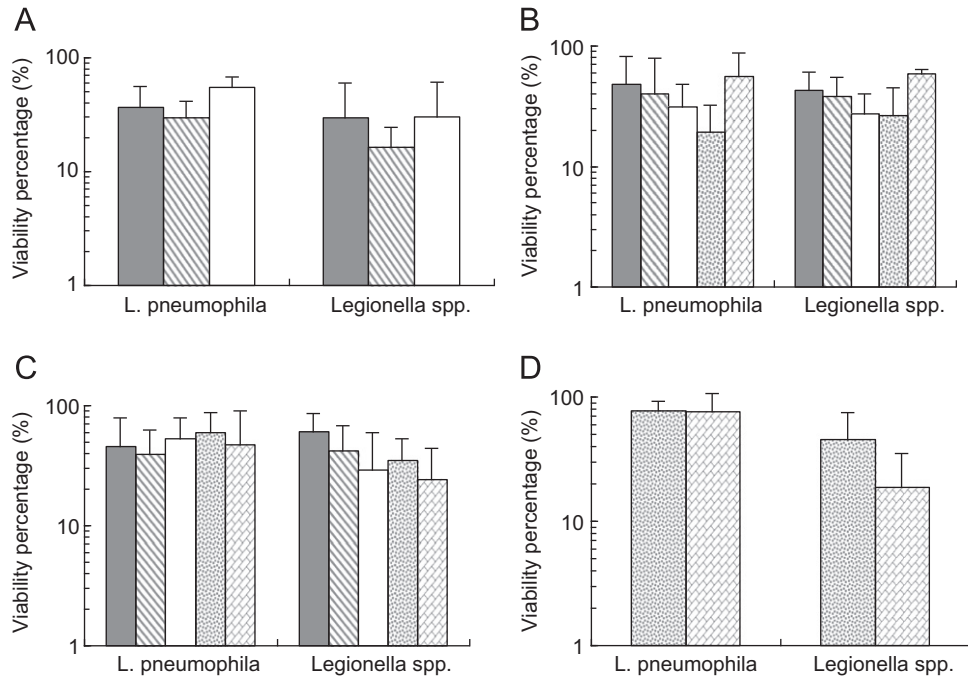 A
Viability percentage (%)
100
10
1
L. pneumophila
Legionella spp.
B
Viability percentage (%)
100
10
1
L. pneumophila
Legionella spp.
C
Viability percentage (%)
100
10
1
L. pneumophila
Legionella spp.
D
Viability percentage (%)
100
10
1
L. pneumophila
Legionella spp.